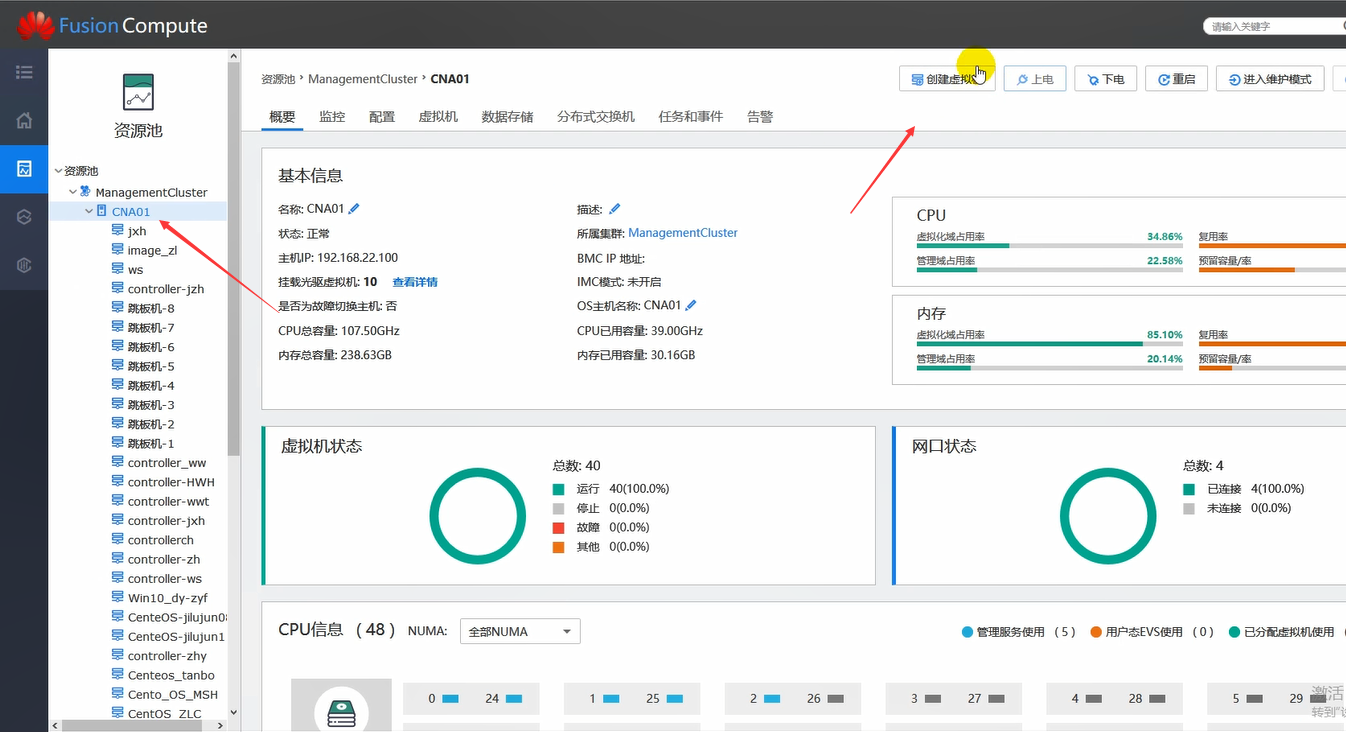 FusionCompute
请输入关键字
资源池
资源池
ManagementCluster
CNA01
jxh
image_zl
ws
controller-jzh
跳板机-8
跳板机-7
跳板机-6
跳板机-5
跳板机-4
跳板机-3
跳板机-2
跳板机-1
controller_ww
controller-HWH
controller-wwt
controller-jxh
controllerch
controller-zh
controller-ws
Win10_dy-zyf
CenteOS-jilujun0
CenteOS-jilujun1
controller-zhy
Centeos_tanbo
Cento_OS_MSH
CentOS_ZLC
资源池 › ManagementCluster › CNA01
创建虚拟 上电 下电 重启 进入维护模式
概要 监控 配置 虚拟机 数据存储 分布式交换机 任务和事件 告警
基本信息
名称: CNA01 描述:
状态: 正常 所属集群: ManagementCluster
主机IP: 192.168.22.100 BMC IP 地址:
挂载光驱虚拟机: 10 查看详情 IMC模式: 未开启
是否为故障切换主机: 否 OS主机名称: CNA01
CPU总容量: 107.50GHz CPU已用容量: 39.00GHz
内存总容量: 238.63GB 内存已用容量: 30.16GB
CPU
虚拟化域占用率 34.86% 复用率
管理域占用率 22.58% 预留容量/率
内存
虚拟化域占用率 85.10% 复用率
管理域占用率 20.14% 预留容量/率
虚拟机状态
总数: 40
运行 40(100.0%)
停止 0(0.0%)
故障 0(0.0%)
其他 0(0.0%)
网口状态
总数: 4
已连接 4(100.0%)
未连接 0(0.0%)
CPU信息 （48） NUMA: 全部NUMA
管理服务使用 （5） 用户态EVS使用 （0） 已分配虚拟机使用 （
0 24 1 25 2 26 3 27 4 28 5 29
激活
转到"设